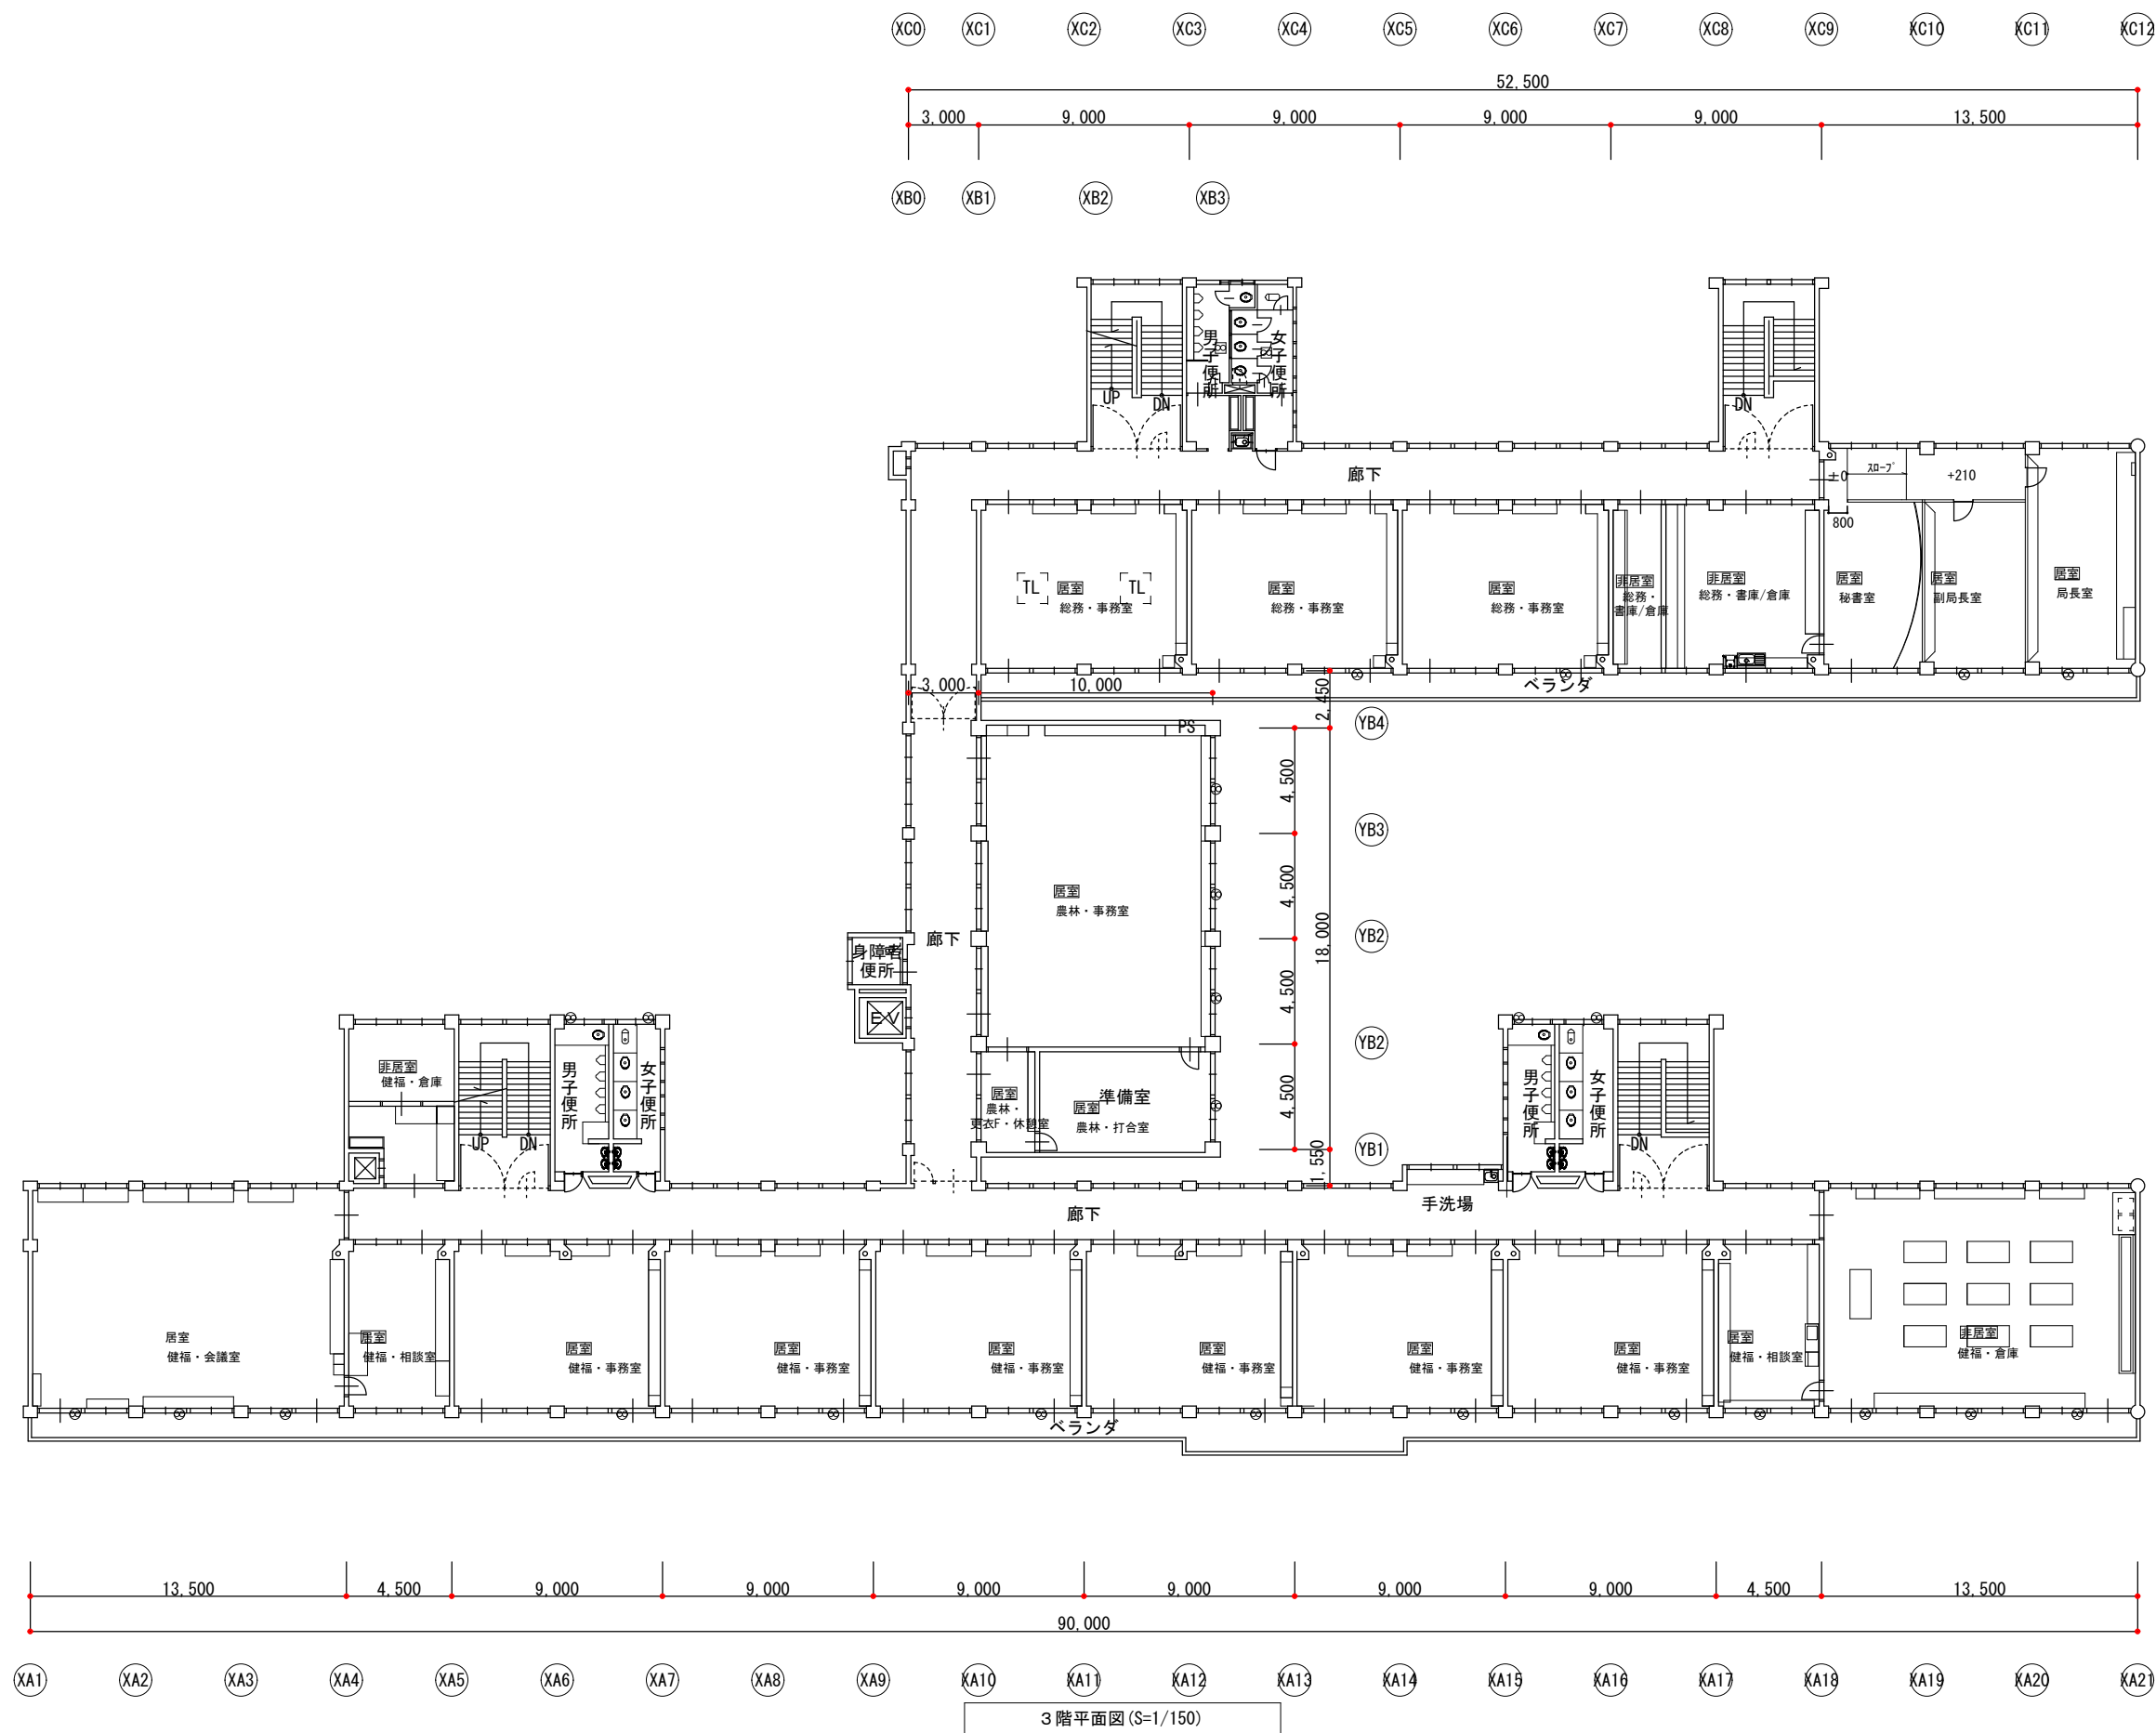 XC0 XC1 XC2 XC3 XC4 XC5 XC6 XC7 XC8 XC9 XC10 XC11 XC12
52,500
3,000 9,000 9,000 9,000 9,000 13,500
XB0 XB1 XB2 XB3
男子便所 女子便所
UP DN
DN
廊下
±0 スロープ +210
800
TL 居室 TL
総務・事務室
居室
総務・事務室
居室
総務・事務室
非居室
総務・
書庫/倉庫
非居室
総務・書庫/倉庫
居室
秘書室
居室
副局長室
居室
局長室
ベランダ
3,000 10,000
2,450
PS
YB4
4,500
YB3
4,500
居室
農林・事務室
18,000
YB2
廊下
身障者
便所
EV
4,500
YB2
4,500
居室
農林・
更衣F・休憩室
準備室
居室
農林・打合室
YB1
1,550
非居室
健福・倉庫
男子便所 女子便所
UP DN
男子便所 女子便所
DN
手洗場
廊下
居室
健福・会議室
居室
健福・相談室
居室
健福・事務室
居室
健福・事務室
居室
健福・事務室
居室
健福・事務室
居室
健福・事務室
居室
健福・事務室
居室
健福・相談室
非居室
健福・倉庫
ベランダ
13,500 4,500 9,000 9,000 9,000 9,000 9,000 9,000 4,500 13,500
90,000
XA1 XA2 XA3 XA4 XA5 XA6 XA7 XA8 XA9 XA10 XA11 XA12 XA13 XA14 XA15 XA16 XA17 XA18 XA19 XA20 XA21
3階平面図(S=1/150)